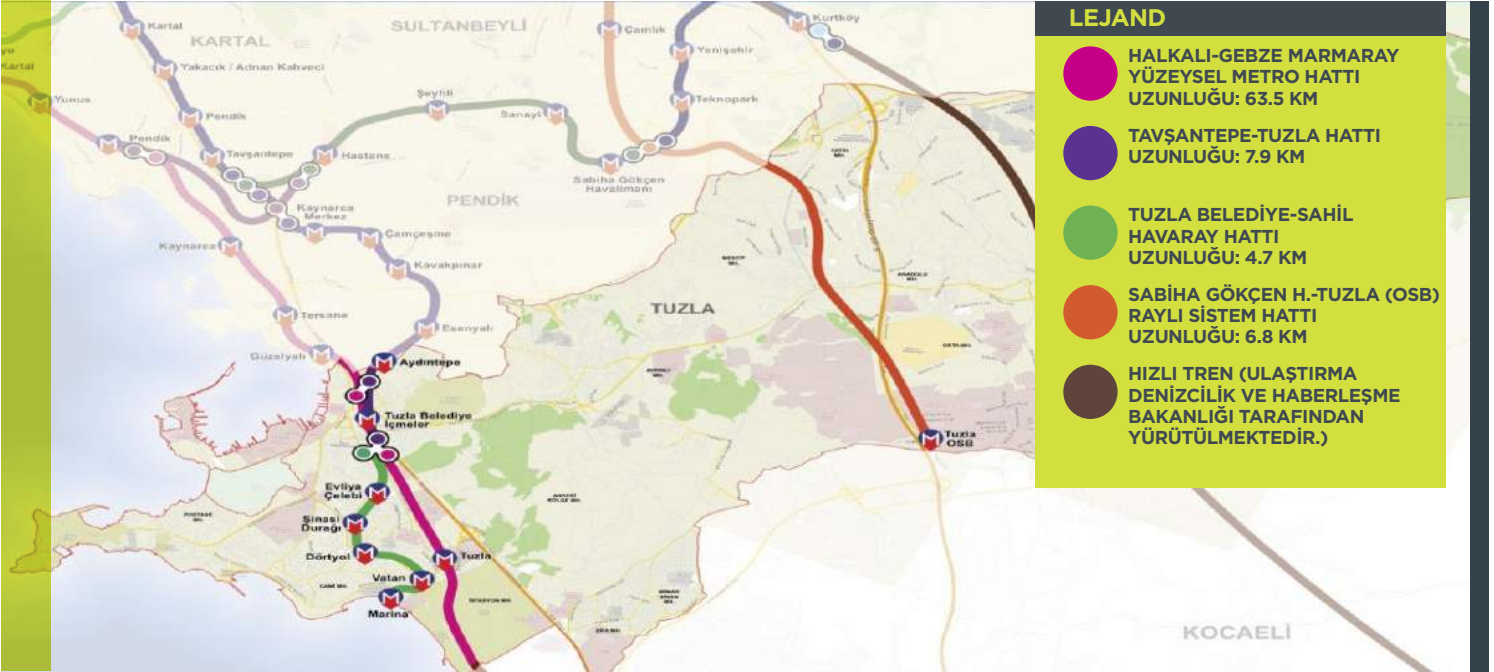 LEJAND
HALKALI-GEBZE MARMARAY
YÜZEYSEL METRO HATTI
UZUNLUĞU: 63.5 KM
TAVŞANTEPE-TUZLA HATTI
UZUNLUĞU: 7.9 KM
TUZLA BELEDİYE-SAHİL
HAVARAY HATTI
UZUNLUĞU: 4.7 KM
SABİHA GÖKÇEN H.-TUZLA (OSB)
RAYLI SİSTEM HATTI
UZUNLUĞU: 6.8 KM
HIZLI TREN (ULAŞTIRMA
DENİZCİLİK VE HABERLEŞME
BAKANLIĞI TARAFINDAN
YÜRÜTÜLMEKTEDİR.)
Kartal
KARTAL
SULTANBEYLİ
Çamlık
Kurtköy
Yenişehir
Kartal
Yakacık / Adnan Kahveci
Yunus
Şeyhli
Teknopark
Pendik
Sanayi
Pendik
Tavşantepe
Hastane
Sabiha Gökçen
Havalimanı
PENDİK
Kaynarca
Merkez
Kaynarca
Çamçeşme
Kavakpınar
TUZLA
Tersane
Esenyalı
Güzelyalı
Aydıntepe
Tuzla Belediye
İçmeler
Tuzla
OSB
Evliya
Çelebi
Şinasi
Durağı
Dörtyol
Tuzla
Vatan
Marina
KOCAELİ